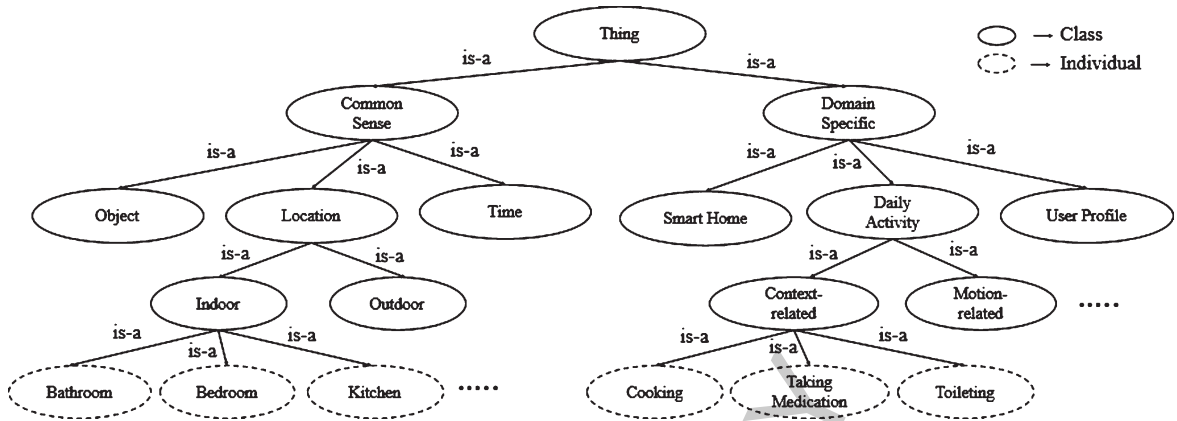 Thing
Class
Individual
is-a
is-a
Common
Sense
Domain
Specific
is-a
is-a
is-a
is-a
is-a
is-a
Object
Location
Time
Smart Home
Daily
Activity
User Profile
is-a
is-a
is-a
is-a
Indoor
Outdoor
Context-
related
Motion-
related
.....
is-a
is-a
is-a
is-a
is-a
is-a
Bathroom
Bedroom
Kitchen
.....
Cooking
Taking
Medication
Toileting